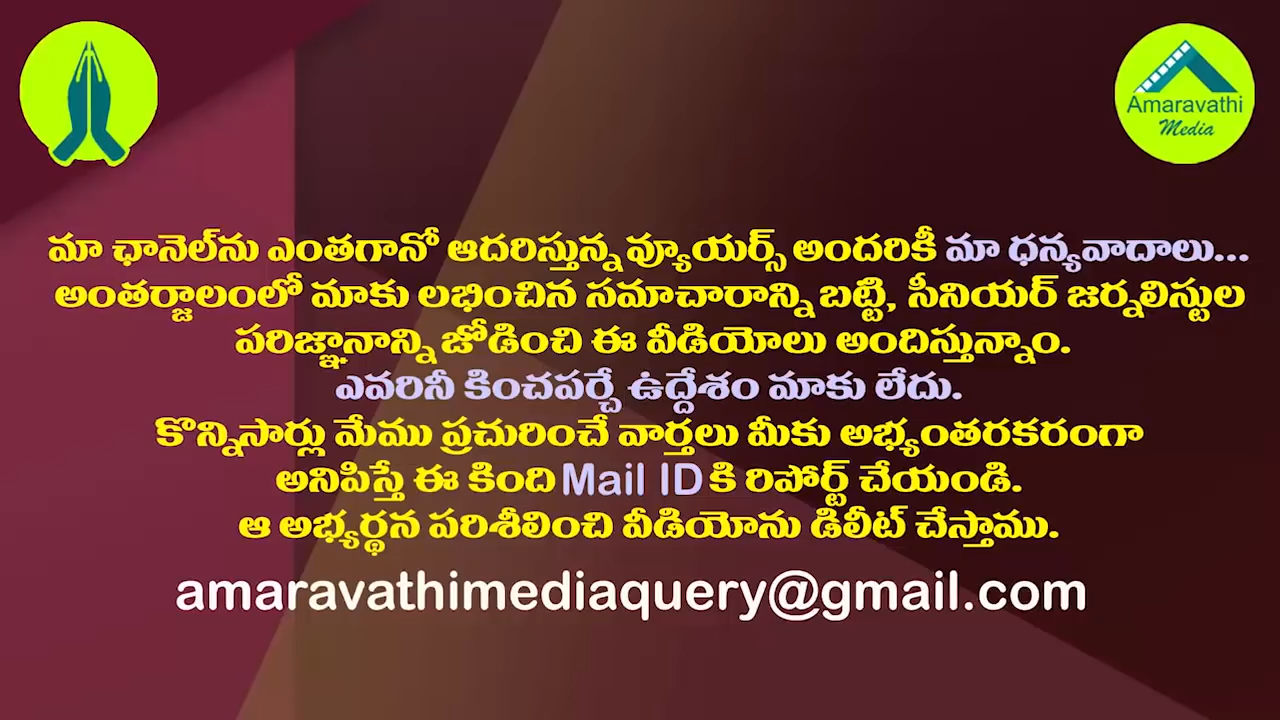 Amaravathi
Media
మా ఛానెల్‌ను ఎంతగానో ఆదరిస్తున్న వ్యూయర్స్ అందరికీ మా ధన్యవాదాలు...
అంతర్జాలంలో మాకు లభించిన సమాచారాన్ని బట్టి, సీనియర్ జర్నలిస్టుల
పరిజ్ఞానాన్ని జోడించి ఈ వీడియోలు అందిస్తున్నాం.
ఎవరినీ కించపర్చే ఉద్దేశం మాకు లేదు.
కొన్నిసార్లు మేము ప్రచురించే వార్తలు మీకు అభ్యంతరకరంగా
అనిపిస్తే ఈ కింది Mail ID కి రిపోర్ట్ చేయండి.
ఆ అభ్యర్థన పరిశీలించి వీడియోను డిలీట్ చేస్తాము.
amaravathimediaquery@gmail.com